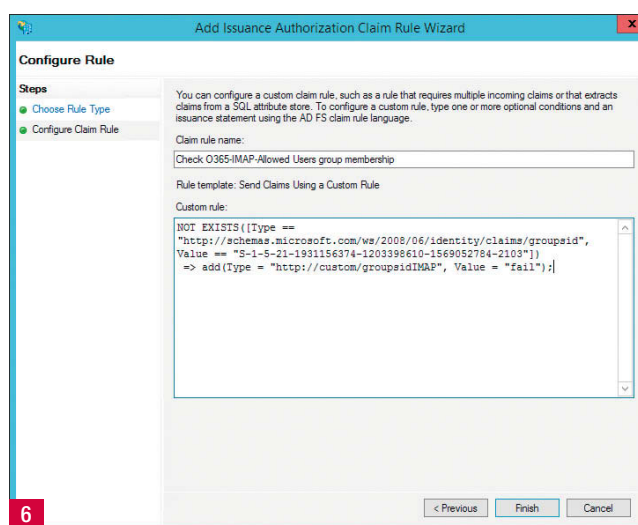 Add Issuance Authorization Claim Rule Wizard
x
Configure Rule
Steps
Choose Rule Type
Configure Claim Rule
You can configure a custom claim rule, such as a rule that requires multiple incoming claims or that extracts
claims from a SQL attribute store. To configure a custom rule, type one or more optional conditions and an
issuance statement using the AD FS claim rule language.
Claim rule name:
Check O365-IMAP-Allowed Users group membership
Rule template: Send Claims Using a Custom Rule
Custom rule:
NOT EXISTS([Type ==
"http://schemas.microsoft.com/ws/2008/06/identity/claims/groupsid",
Value == "S-1-5-21-1931156374-1203398610-1569052784-2103"])
=> add(Type = "http://custom/groupsidIMAP", Value = "fail");
< Previous
Finish
Cancel
6